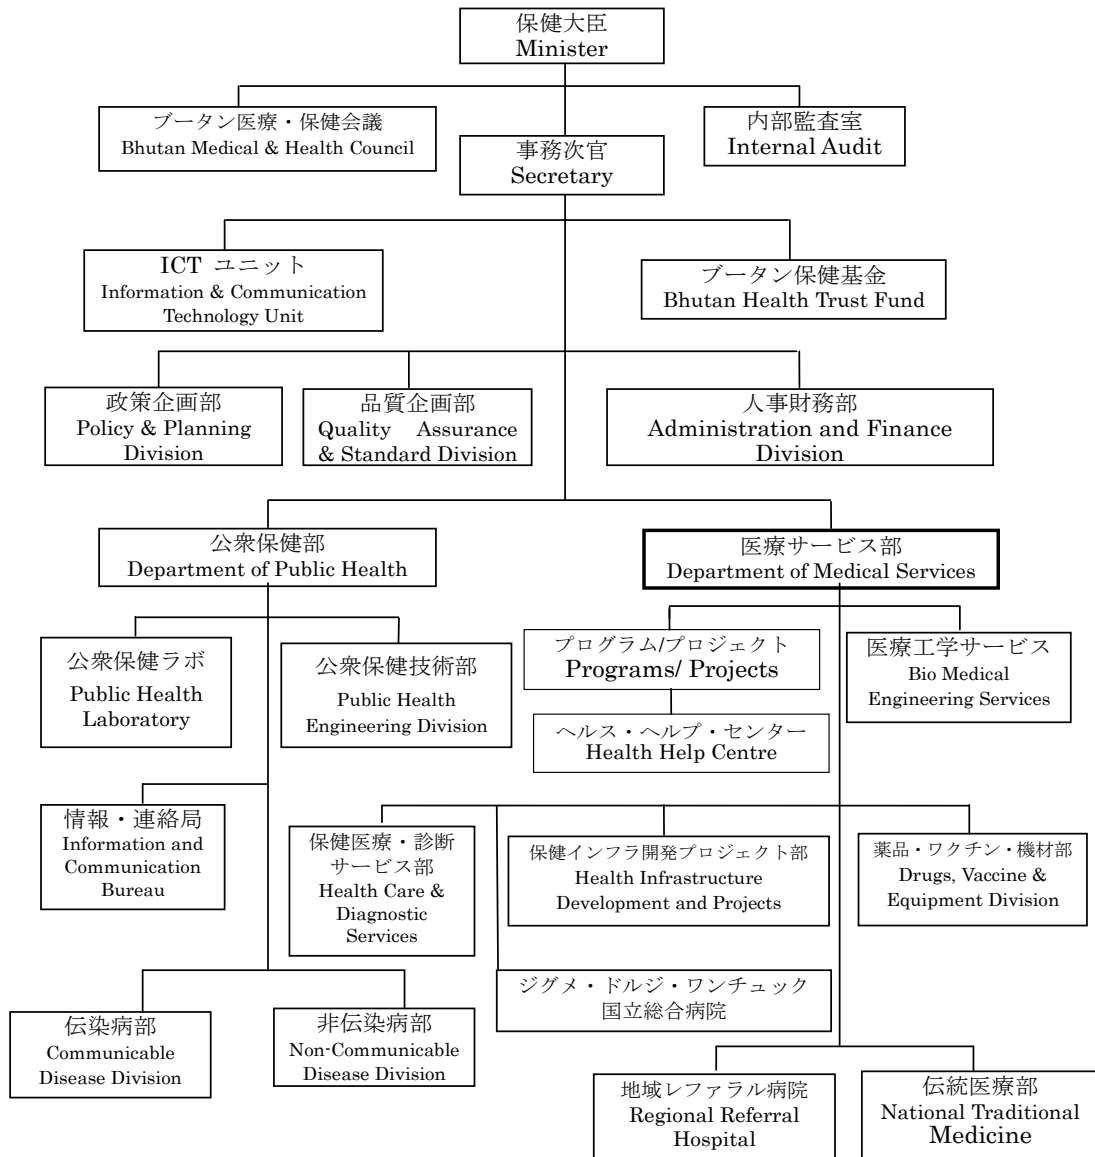 保健大臣
Minister
ブータン医療・保健会議
Bhutan Medical & Health Council
内部監査室
Internal Audit
事務次官
Secretary
ICT ユニット
Information & Communication
Technology Unit
ブータン保健基金
Bhutan Health Trust Fund
政策企画部
Policy & Planning
Division
品質企画部
Quality Assurance
& Standard Division
人事財務部
Administration and Finance
Division
公衆保健部
Department of Public Health
医療サービス部
Department of Medical Services
公衆保健ラボ
Public Health
Laboratory
公衆保健技術部
Public Health
Engineering Division
プログラム/プロジェクト
Programs/ Projects
医療工学サービス
Bio Medical
Engineering Services
ヘルス・ヘルプ・センター
Health Help Centre
情報・連絡局
Information and
Communication
Bureau
保健医療・診断
サービス部
Health Care &
Diagnostic
Services
保健インフラ開発プロジェクト部
Health Infrastructure
Development and Projects
薬品・ワクチン・機材部
Drugs, Vaccine &
Equipment Division
ジグメ・ドルジ・ワンチュック
国立総合病院
伝染病部
Communicable
Disease Division
非伝染病部
Non-Communicable
Disease Division
地域レファラル病院
Regional Referral
Hospital
伝統医療部
National Traditional
Medicine